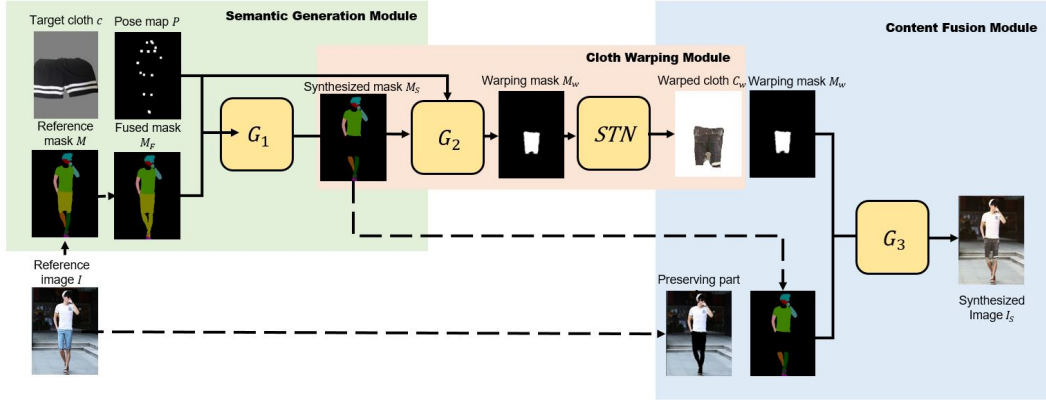 Semantic Generation Module
Content Fusion Module
Cloth Warping Module
Target cloth c
Pose map P
Synthesized mask M_S
Warping mask M_w
Warped cloth C_w
Warping mask M_w
Reference
mask M
Fused mask
M_F
G_1
G_2
STN
G_3
Reference
image I
Preserving part
Synthesized
Image I_S